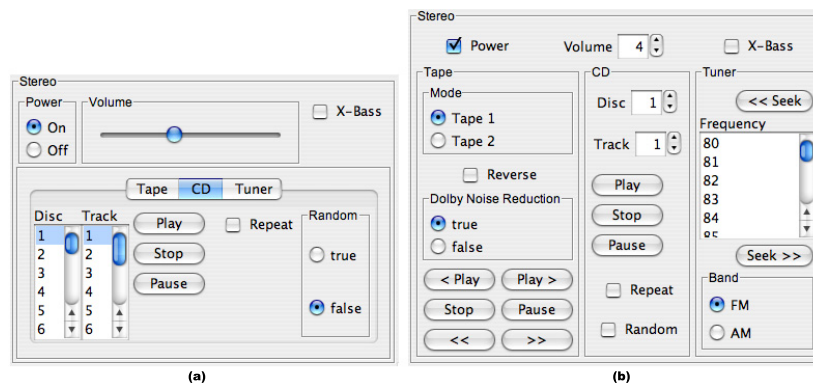 Stereo
Power
On
Off
Volume
X-Bass
Tape CD Tuner
Disc Track
1 1
2 2
3 3
4 4
5 5
6 6
Play
Stop
Pause
Repeat
Random
true
false
(a)
Stereo
Power Volume 4 X-Bass
Tape
Mode
Tape 1
Tape 2
Reverse
Dolby Noise Reduction
true
false
< Play Play >
Stop Pause
<< >>
CD
Disc 1
Track 1
Play
Stop
Pause
Repeat
Random
Tuner
<< Seek
Frequency
80
81
82
83
84
85
Seek >>
Band
FM
AM
(b)